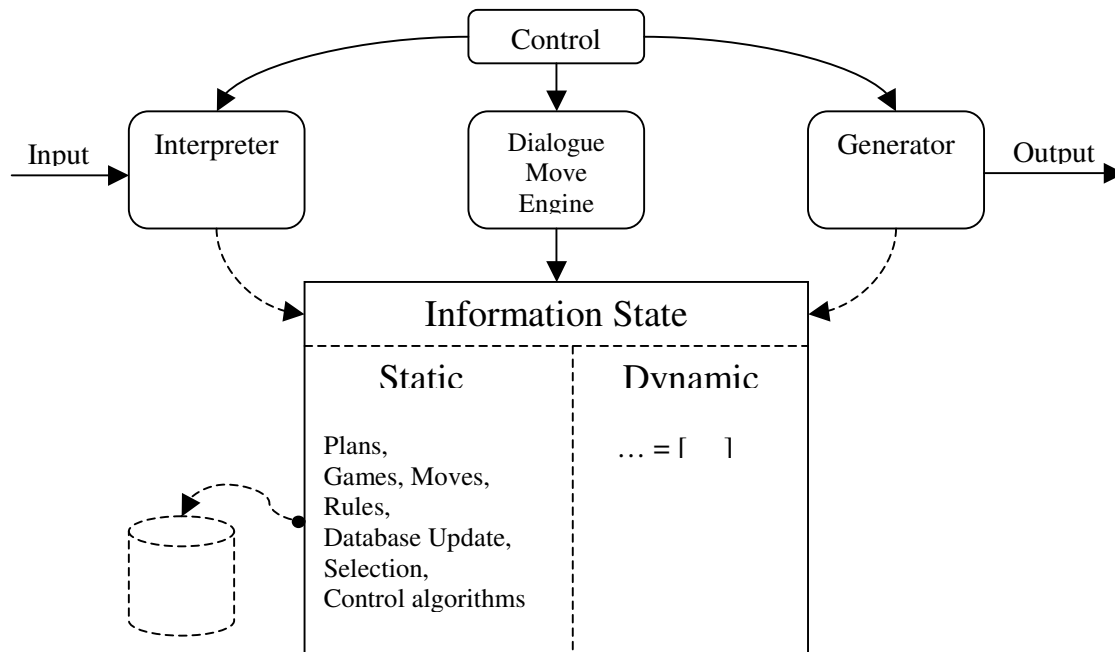 Control
Input
Interpreter
Dialogue
Move
Engine
Generator
Output
Information State
Static
Dynamic
Plans,
Games, Moves,
Rules,
Database Update,
Selection,
Control algorithms
… = [ ]